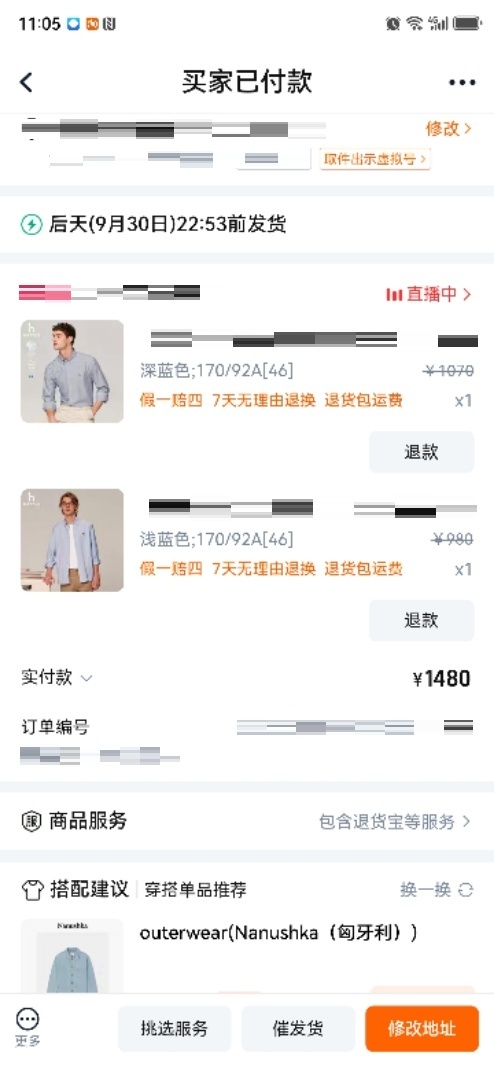 11:05
买家已付款
修改
取件出示虚拟号
后天(9月30日)22:53前发货
直播中
深蓝色;170/92A[46] ¥1070
假一赔四 7天无理由退换 退货包运费 x1
退款
浅蓝色;170/92A[46] ¥980
假一赔四 7天无理由退换 退货包运费 x1
退款
实付款 ¥1480
订单编号
商品服务 包含退货宝等服务
搭配建议 穿搭单品推荐 换一换
Nanushka
outerwear(Nanushka（匈牙利）)
更多 挑选服务 催发货 修改地址